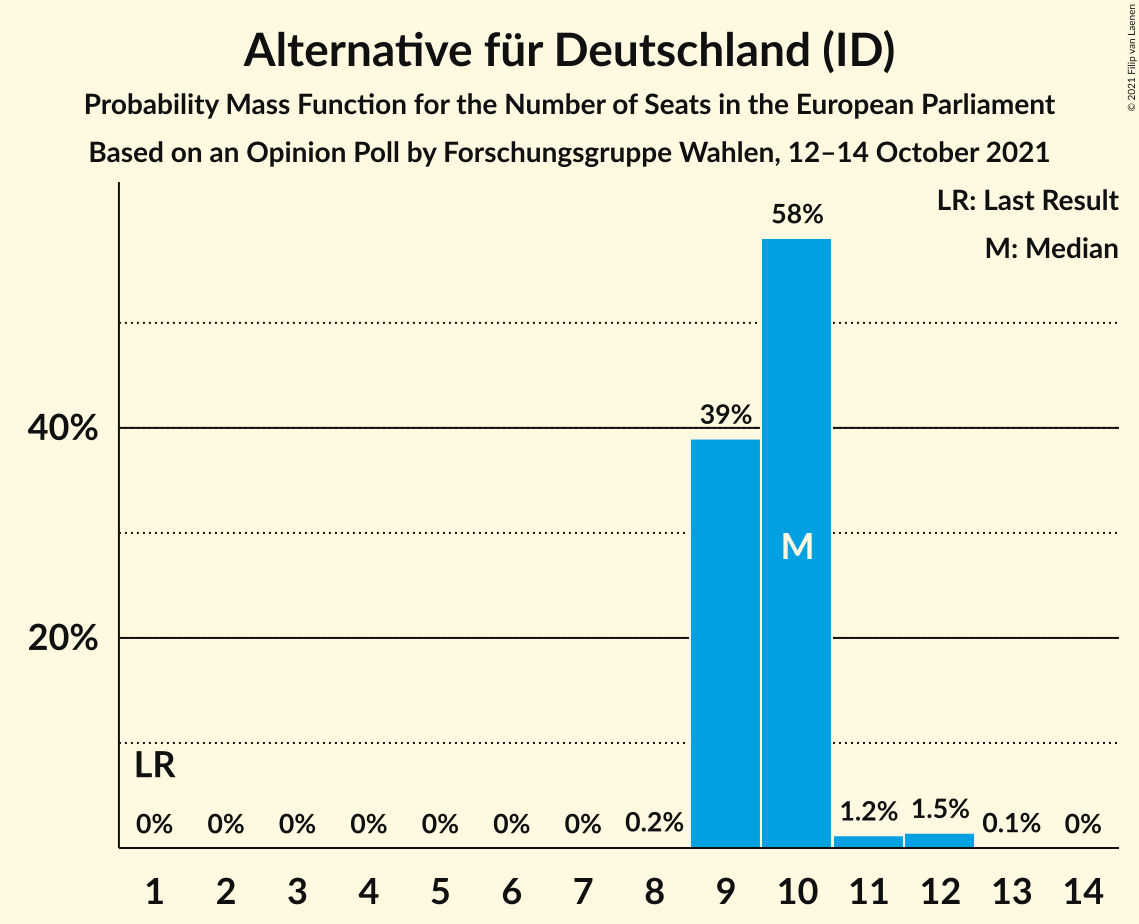 Alternative für Deutschland (ID)
Probability Mass Function for the Number of Seats in the European Parliament
Based on an Opinion Poll by Forschungsgruppe Wahlen, 12–14 October 2021
© 2021 Filip van Laenen
LR: Last Result
M: Median
58%
39%
40%
M
20%
LR
0% 0% 0% 0% 0% 0% 0% 0.2% 1.2% 1.5% 0.1% 0%
1 2 3 4 5 6 7 8 9 10 11 12 13 14